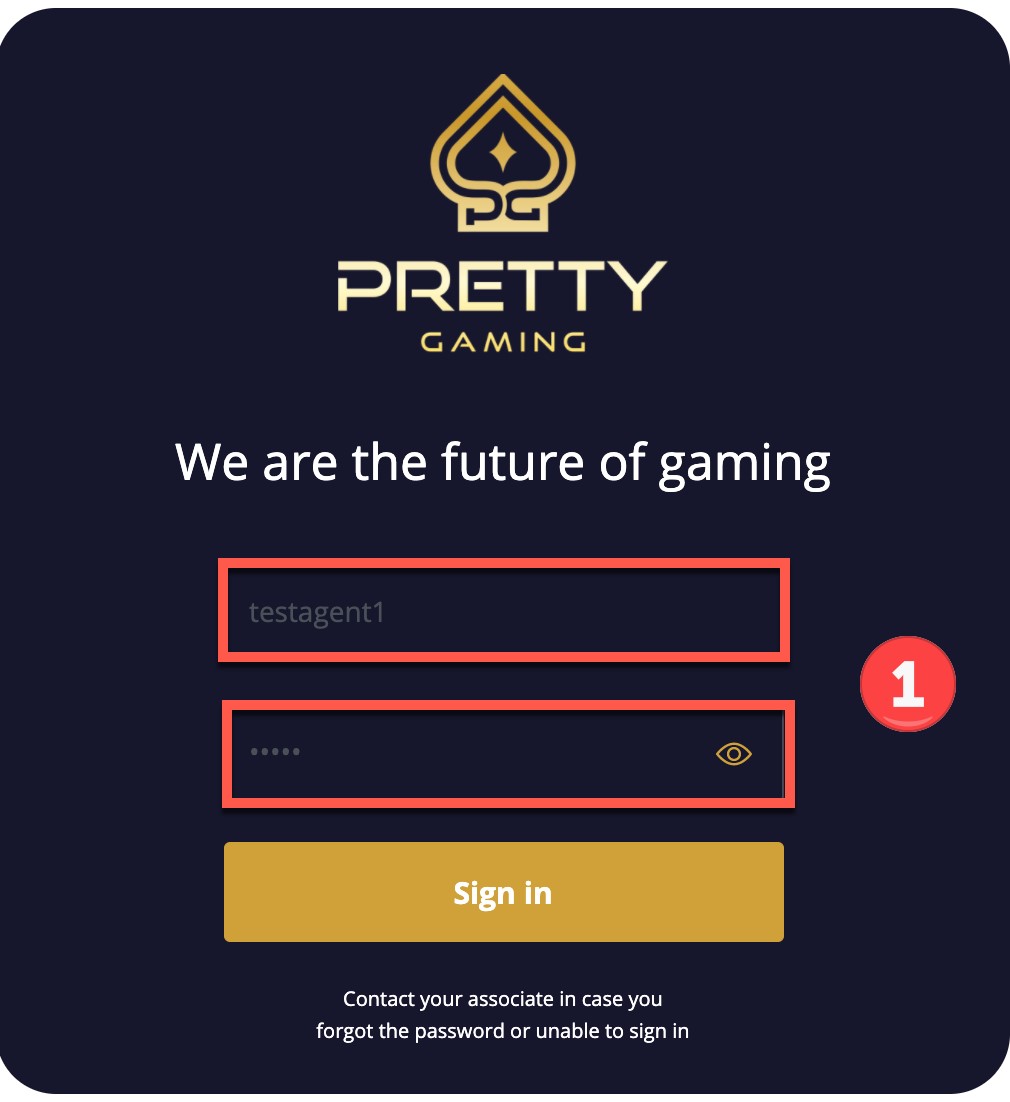 PG
PRETTY
GAMING
We are the future of gaming
testagent1
•••••
1
Sign in
Contact your associate in case you
forgot the password or unable to sign in